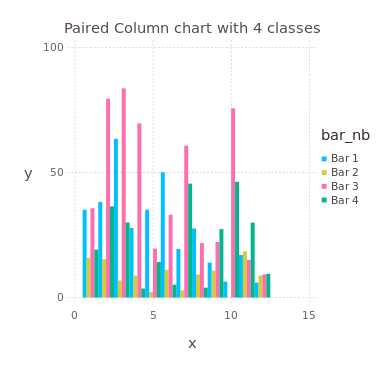 Paired Column chart with 4 classes
100
50
0
y
0
5
10
15
x
bar_nb
Bar 1
Bar 2
Bar 3
Bar 4